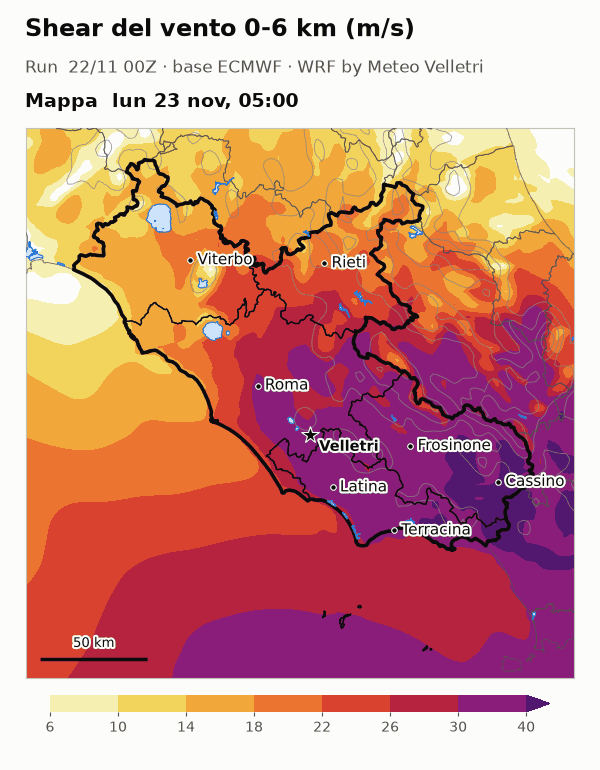 Shear del vento 0-6 km (m/s)
Run  22/11 00Z · base ECMWF · WRF by Meteo Velletri
Mappa  lun 23 nov, 05:00
Viterbo
Rieti
Roma
Velletri
Frosinone
Latina
Cassino
Terracina
50 km
6 10 14 18 22 26 30 40